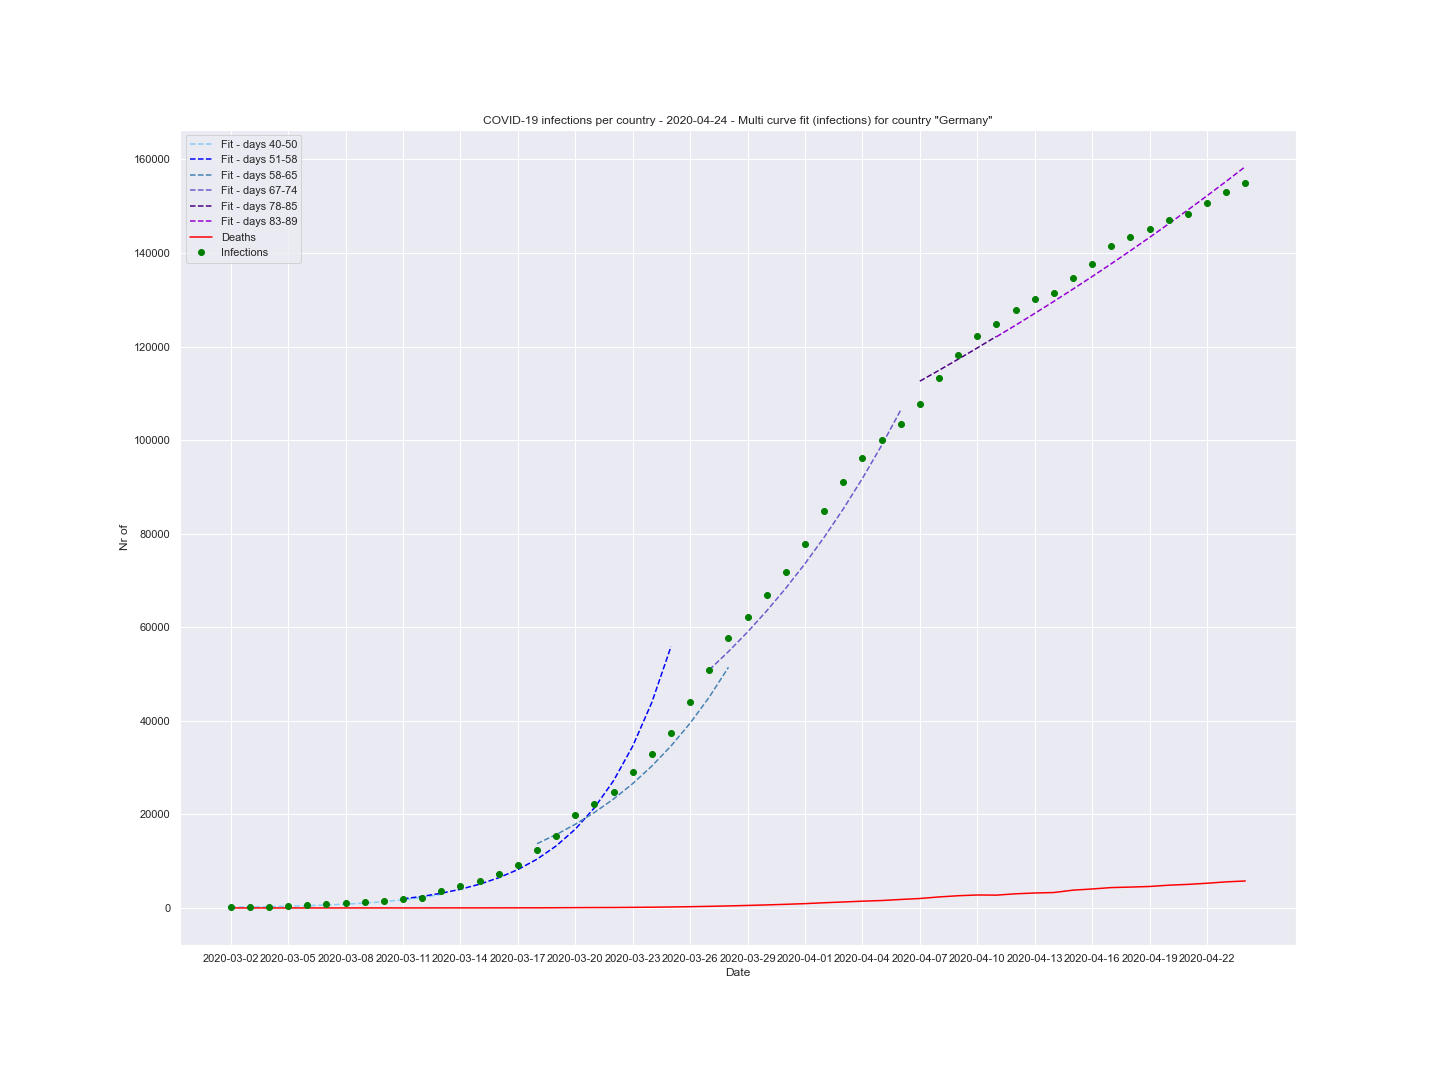 COVID-19 infections per country - 2020-04-24 - Multi curve fit (infections) for country "Germany"
Fit - days 40-50
Fit - days 51-58
Fit - days 58-65
Fit - days 67-74
Fit - days 78-85
Fit - days 83-89
Deaths
Infections
160000
140000
120000
100000
80000
60000
40000
20000
0
Nr of
2020-03-02 2020-03-05 2020-03-08 2020-03-11 2020-03-14 2020-03-17 2020-03-20 2020-03-23 2020-03-26 2020-03-29 2020-04-01 2020-04-04 2020-04-07 2020-04-10 2020-04-13 2020-04-16 2020-04-19 2020-04-22
Date